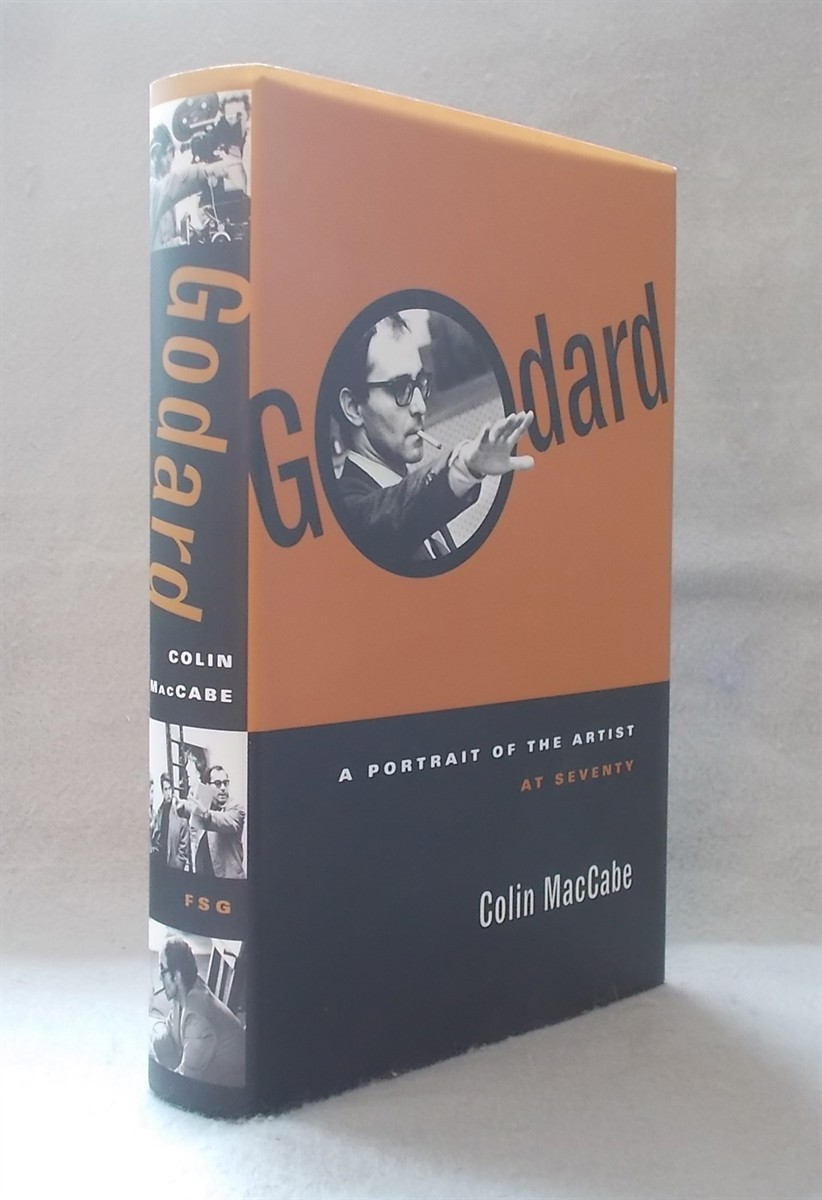 Godard
COLIN
MACCABE
FSG
Godard
A PORTRAIT OF THE ARTIST
AT SEVENTY
Colin MacCabe